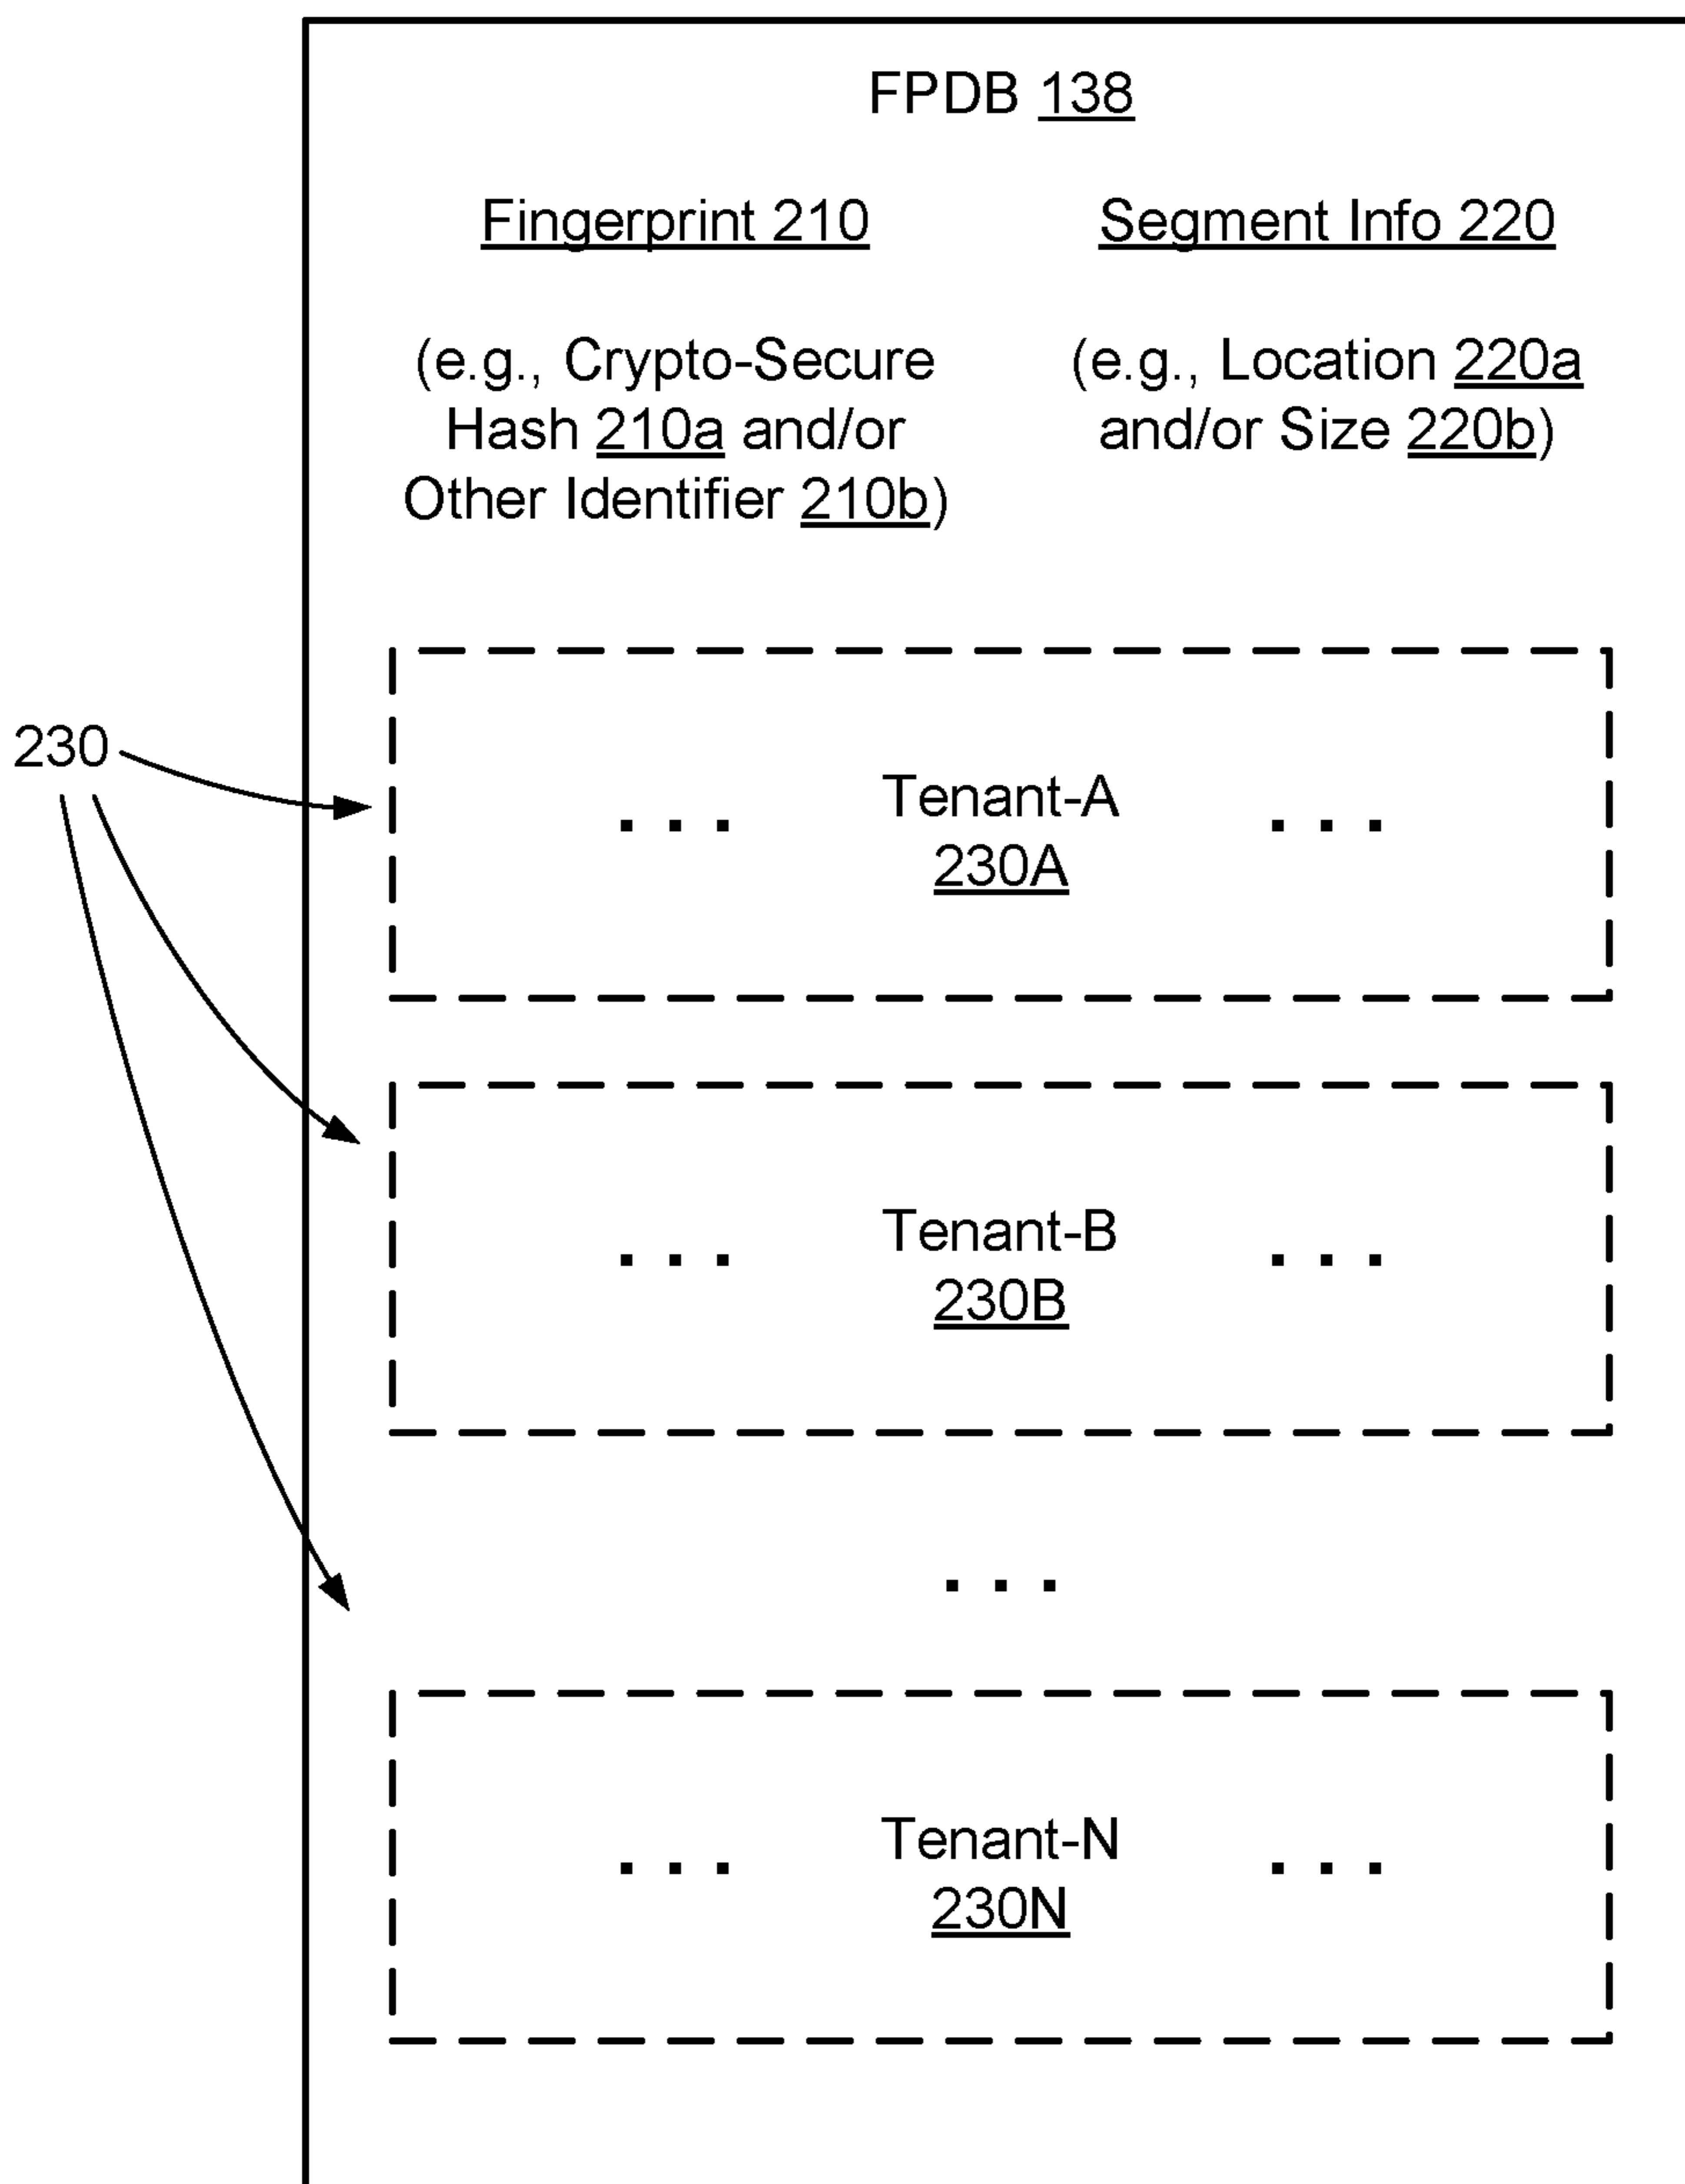 FPDB 138
Fingerprint 210 Segment Info 220
(e.g., Crypto-Secure
Hash 210a and/or
Other Identifier 210b)
(e.g., Location 220a
and/or Size 220b)
230
. . . Tenant-A . . .
230A
. . . Tenant-B . . .
230B
. . .
. . . Tenant-N . . .
230N